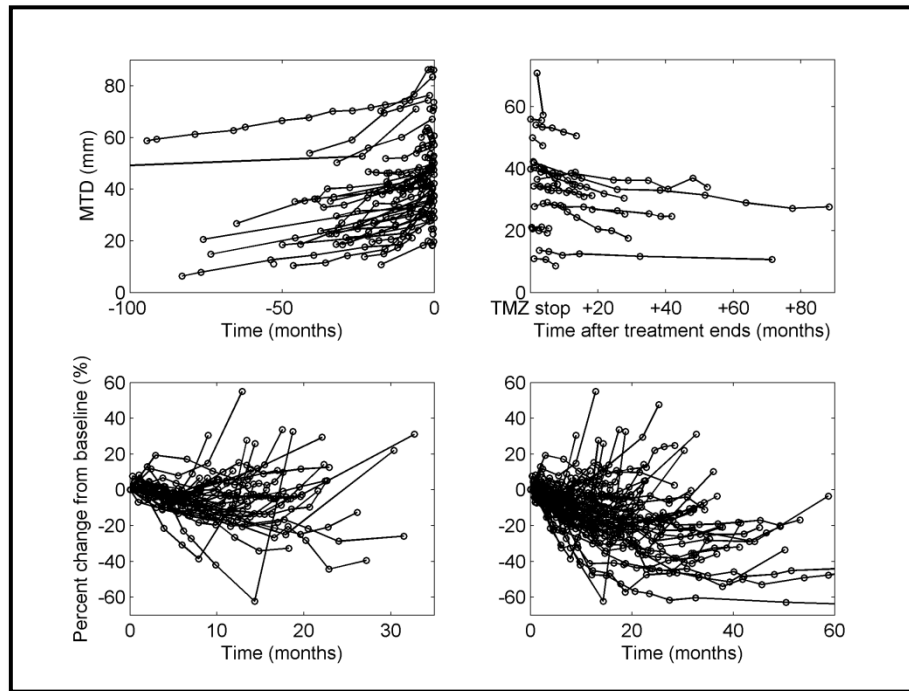 MTD (mm)
80
60
40
20
0
-100
-50
0
Time (months)
60
40
20
0
TMZ stop +20 +40 +60 +80
Time after treatment ends (months)
Percent change from baseline (%)
60
40
20
0
-20
-40
-60
0 10 20 30
Time (months)
60
40
20
0
-20
-40
-60
0 20 40 60
Time (months)